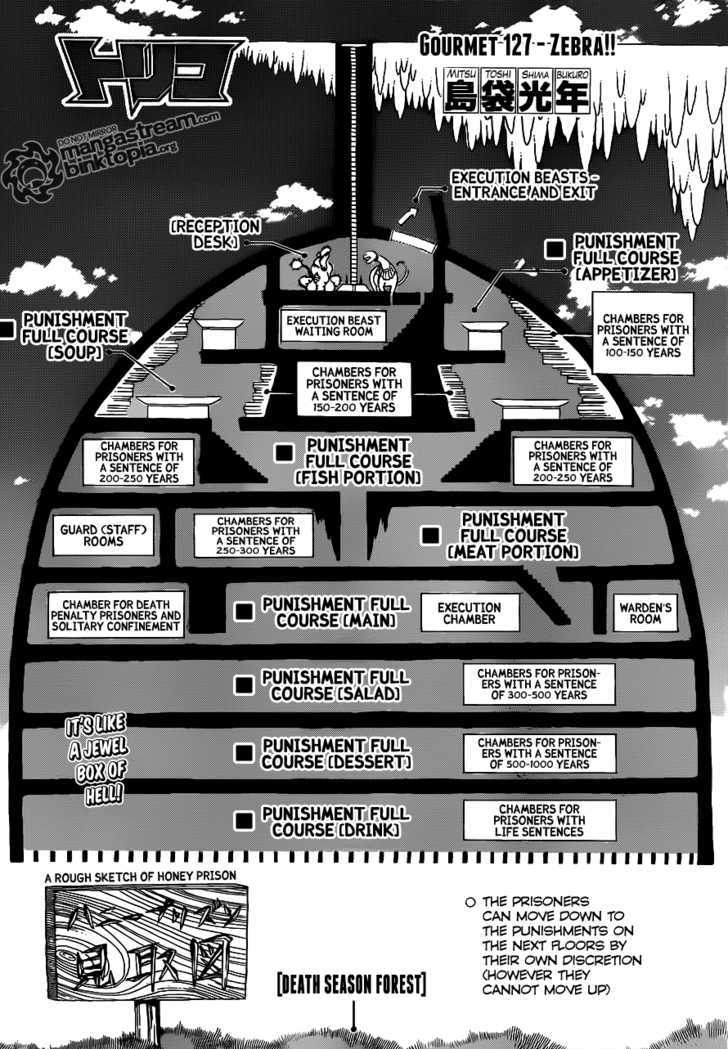 トリコ
GOURMET 127 - ZEBRA!!
MITSU TOSHI SHIMA BUKURO
島袋光年
DO NOT MIRROR
mangastream.com
binktopia.org
EXECUTION BEASTS -
ENTRANCE AND EXIT
[RECEPTION
DESK]
PUNISHMENT
FULL COURSE
[APPETIZER]
PUNISHMENT
FULL COURSE
[SOUP]
EXECUTION BEAST
WAITING ROOM
CHAMBERS FOR
PRISONERS WITH
A SENTENCE OF
100-150 YEARS
CHAMBERS FOR
PRISONERS WITH
A SENTENCE OF
150-200 YEARS
CHAMBERS FOR
PRISONERS WITH
A SENTENCE OF
200-250 YEARS
PUNISHMENT
FULL COURSE
[FISH PORTION]
CHAMBERS FOR
PRISONERS WITH
A SENTENCE OF
200-250 YEARS
GUARD (STAFF)
ROOMS
CHAMBERS FOR
PRISONERS WITH
A SENTENCE OF
250-300 YEARS
PUNISHMENT
FULL COURSE
[MEAT PORTION]
CHAMBER FOR DEATH
PENALTY PRISONERS AND
SOLITARY CONFINEMENT
PUNISHMENT FULL
COURSE [MAIN]
EXECUTION
CHAMBER
WARDEN'S
ROOM
PUNISHMENT FULL
COURSE [SALAD]
CHAMBERS FOR PRISON-
ERS WITH A SENTENCE
OF 300-500 YEARS
IT'S LIKE
A JEWEL
BOX OF
HELL!
PUNISHMENT FULL
COURSE [DESSERT]
CHAMBERS FOR PRISON-
ERS WITH A SENTENCE
OF 500-1000 YEARS
PUNISHMENT FULL
COURSE [DRINK]
CHAMBERS FOR
PRISONERS WITH
LIFE SENTENCES
A ROUGH SKETCH OF HONEY PRISON
見取図
THE PRISONERS
CAN MOVE DOWN TO
THE PUNISHMENTS ON
THE NEXT FLOORS BY
THEIR OWN DISCRETION
(HOWEVER THEY
CANNOT MOVE UP)
[DEATH SEASON FOREST]